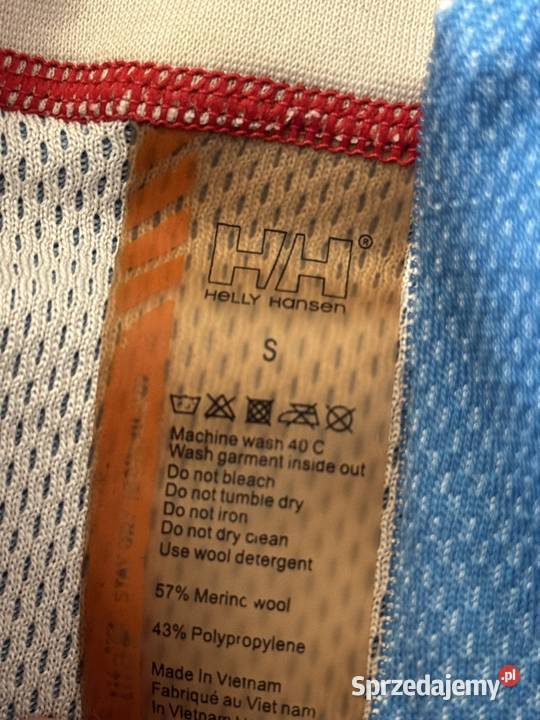 HH®
HELLY HANSEN
S
Machine wash 40 C
Wash garment inside out
Do not bleach
Do not tumble dry
Do not iron
Do not dry clean
Use wool detergent
57% Merino wool
43% Polypropylene
Made In Vietnam
Fabriqué au Viet nam
In Vietnam
Sprzedajemy.pl